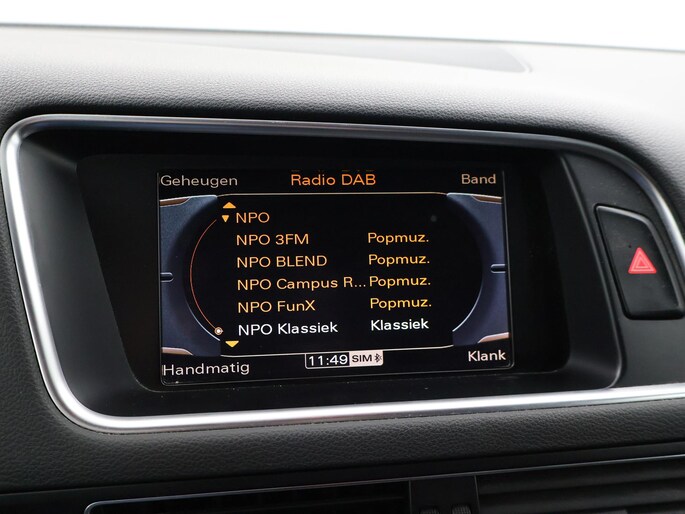 Geheugen Radio DAB Band
NPO
NPO 3FM Popmuz.
NPO BLEND Popmuz.
NPO Campus R... Popmuz.
NPO FunX Popmuz.
NPO Klassiek Klassiek
Handmatig 11:49 SIM Klank